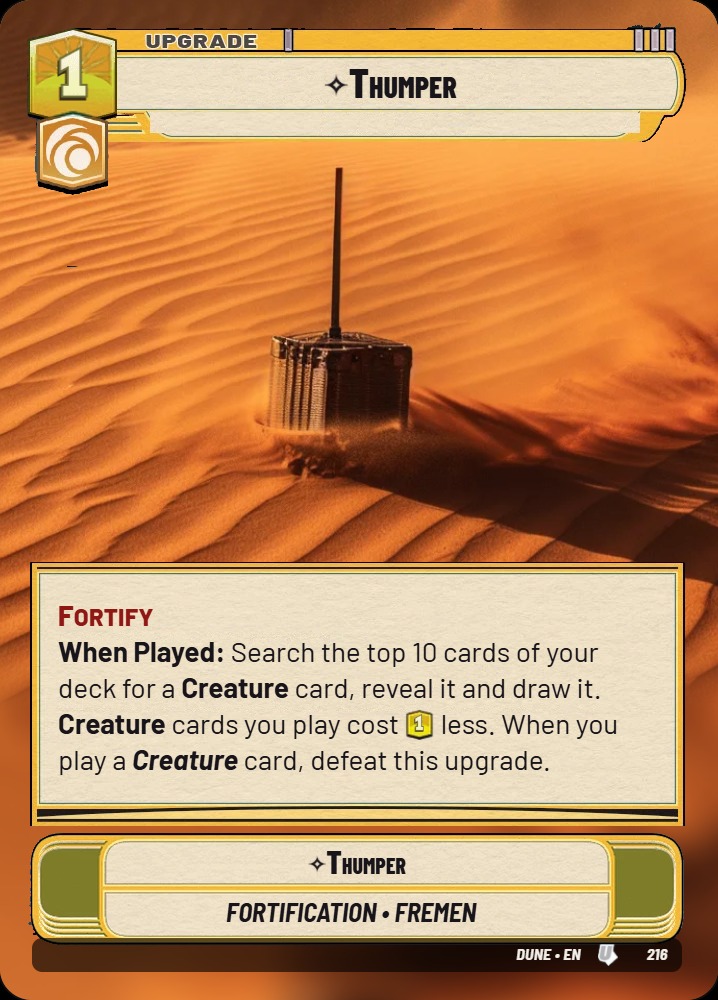 UPGRADE
1
✧THUMPER
FORTIFY
When Played: Search the top 10 cards of your
deck for a Creature card, reveal it and draw it.
Creature cards you play cost 1 less. When you
play a Creature card, defeat this upgrade.
✧THUMPER
FORTIFICATION • FREMEN
DUNE • EN U 216